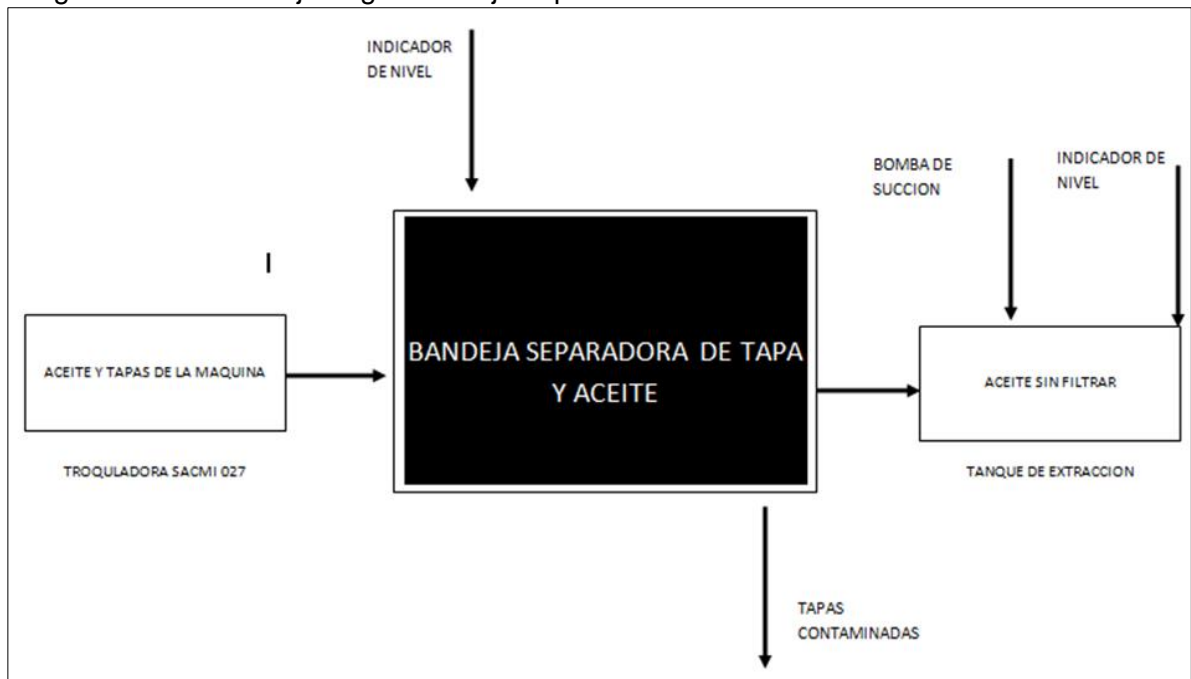 INDICADOR
DE NIVEL
BOMBA DE
SUCCION
INDICADOR DE
NIVEL
ACEITE Y TAPAS DE LA MAQUINA
BANDEJA SEPARADORA DE TAPA
Y ACEITE
ACEITE SIN FILTRAR
TROQULADORA SACMI 027
TANQUE DE EXTRACCION
TAPAS
CONTAMINADAS